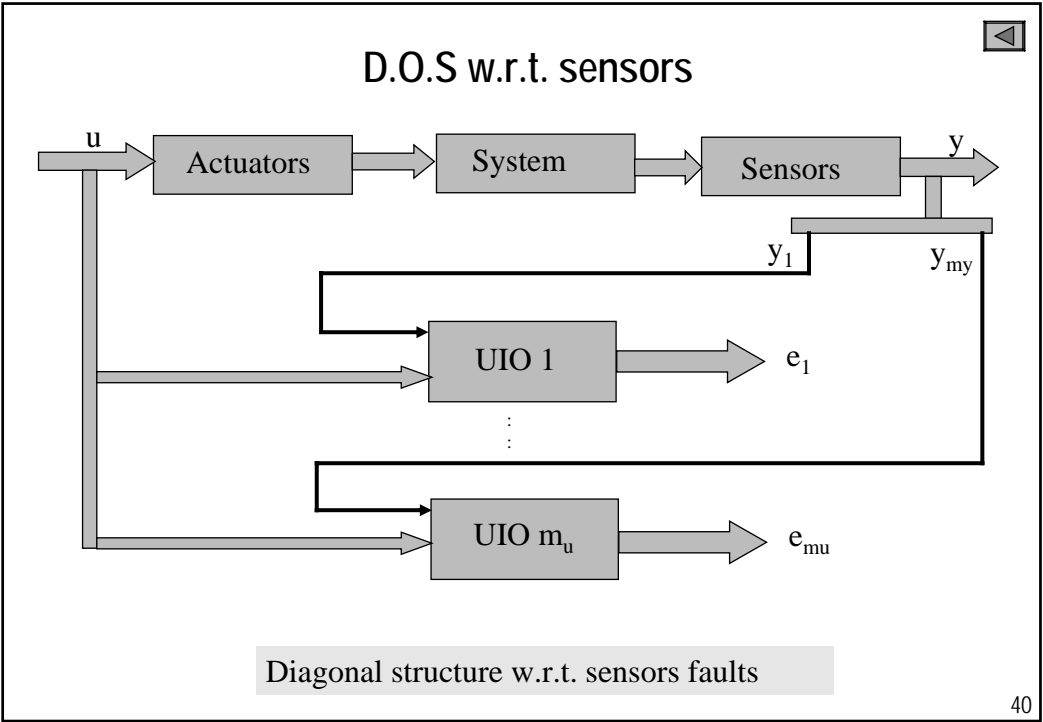 D.O.S w.r.t. sensors
u
Actuators
System
Sensors
y
y1
ymy
UIO 1
e1
:
:
UIO mu
emu
Diagonal structure w.r.t. sensors faults
40